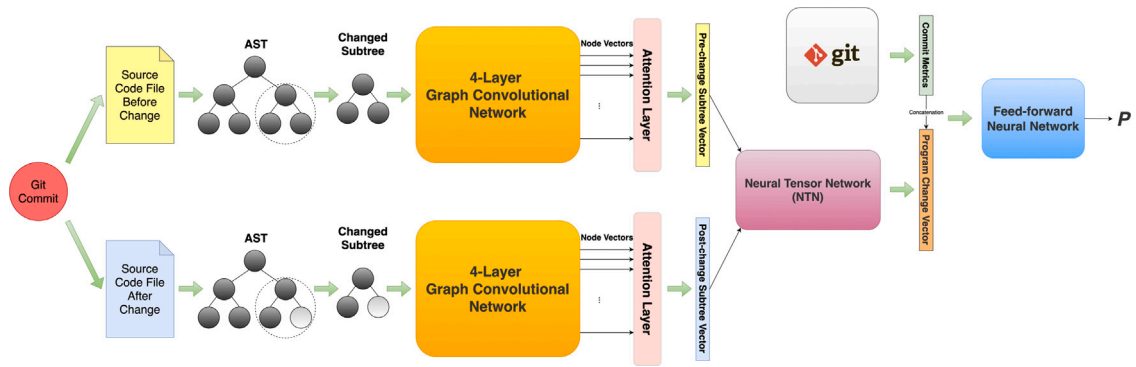 Git
Commit
Source
Code File
Before
Change
AST
Changed
Subtree
4-Layer
Graph Convolutional
Network
Node Vectors
...
Attention Layer
Pre-change Subtree Vector
Source
Code File
After
Change
AST
Changed
Subtree
4-Layer
Graph Convolutional
Network
Node Vectors
...
Attention Layer
Post-change Subtree Vector
Neural Tensor Network
(NTN)
git
Commit Metrics
Concatenation
Program Change Vector
Feed-forward
Neural Network
P